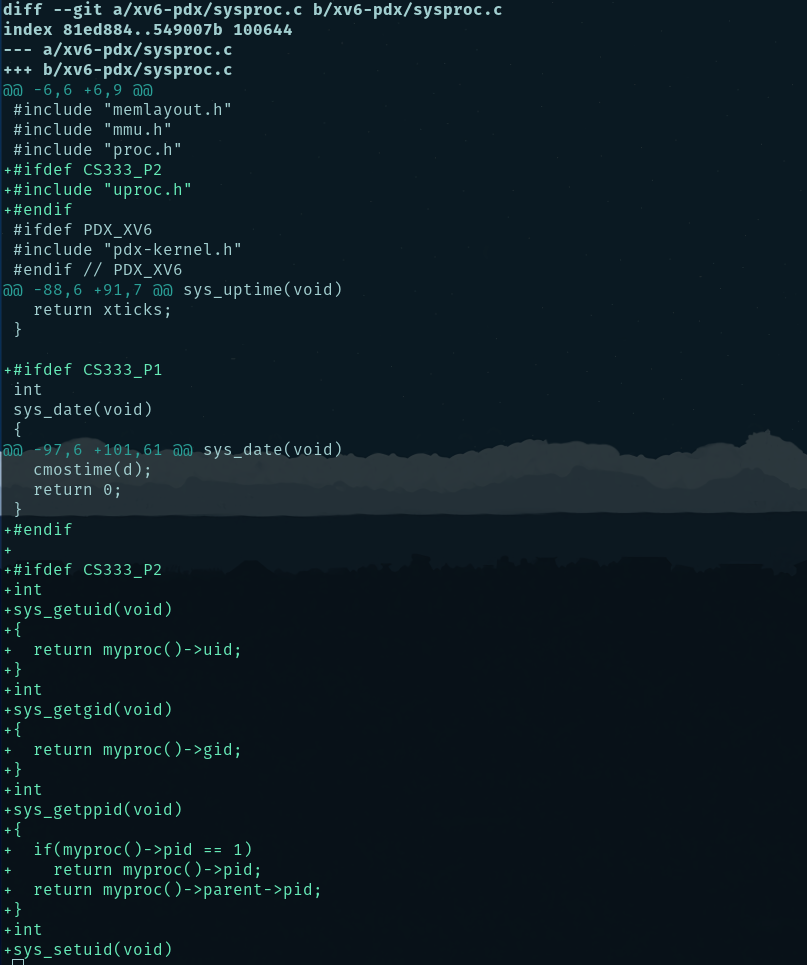 diff --git a/xv6-pdx/sysproc.c b/xv6-pdx/sysproc.c
index 81ed884..549007b 100644
--- a/xv6-pdx/sysproc.c
+++ b/xv6-pdx/sysproc.c
@@ -6,6 +6,9 @@
 #include "memlayout.h"
 #include "mmu.h"
 #include "proc.h"
+#ifdef CS333_P2
+#include "uproc.h"
+#endif
 #ifdef PDX_XV6
 #include "pdx-kernel.h"
 #endif // PDX_XV6
@@ -88,6 +91,7 @@ sys_uptime(void)
   return xticks;
 }

+#ifdef CS333_P1
 int
 sys_date(void)
 {
@@ -97,6 +101,61 @@ sys_date(void)
   cmostime(d);
   return 0;
 }
+#endif
+
+#ifdef CS333_P2
+int
+sys_getuid(void)
+{
+  return myproc()->uid;
+}
+int
+sys_getgid(void)
+{
+  return myproc()->gid;
+}
+int
+sys_getppid(void)
+{
+  if(myproc()->pid == 1)
+    return myproc()->pid;
+  return myproc()->parent->pid;
+}
+int
+sys_setuid(void)